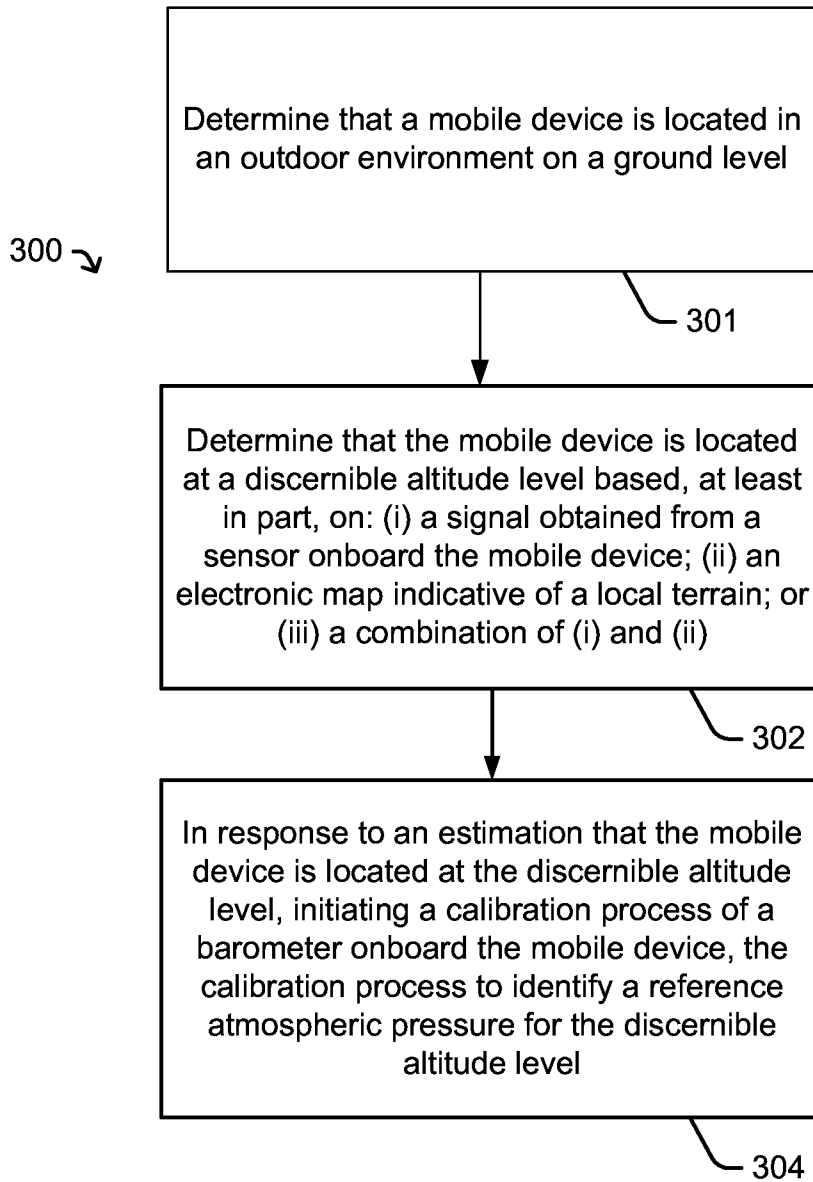 Determine that a mobile device is located in
an outdoor environment on a ground level
300
301
Determine that the mobile device is located
at a discernible altitude level based, at least
in part, on: (i) a signal obtained from a
sensor onboard the mobile device; (ii) an
electronic map indicative of a local terrain; or
(iii) a combination of (i) and (ii)
302
In response to an estimation that the mobile
device is located at the discernible altitude
level, initiating a calibration process of a
barometer onboard the mobile device, the
calibration process to identify a reference
atmospheric pressure for the discernible
altitude level
304